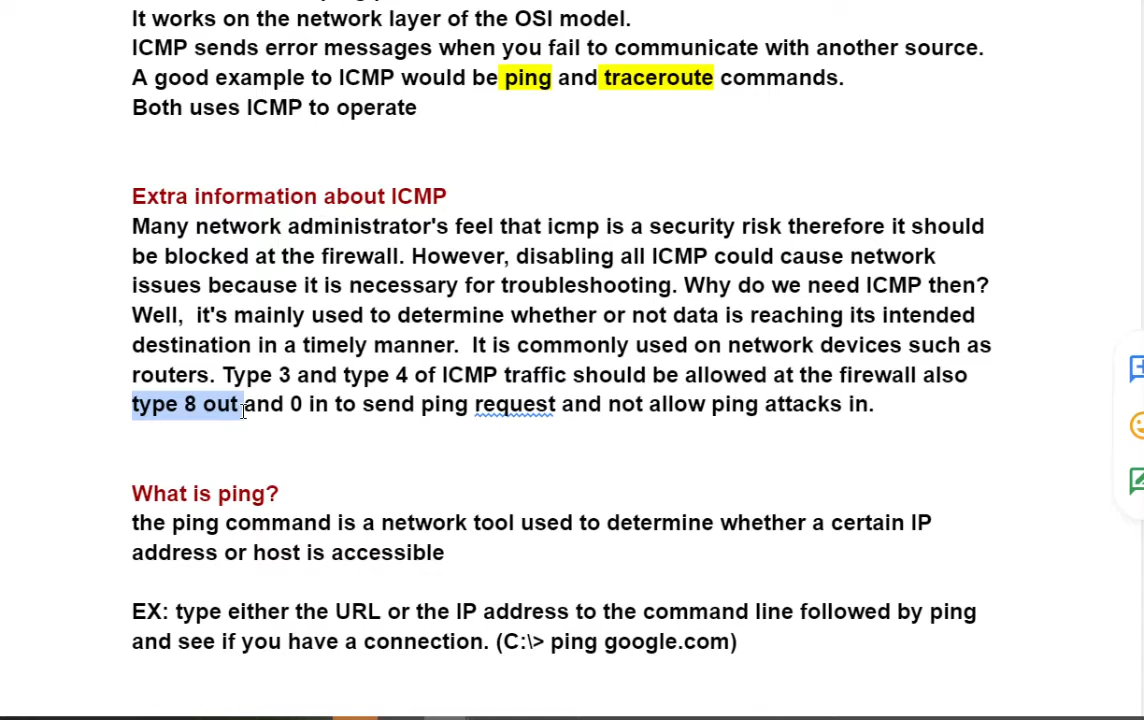 It works on the network layer of the OSI model.
ICMP sends error messages when you fail to communicate with another source.
A good example to ICMP would be ping and traceroute commands.
Both uses ICMP to operate
Extra information about ICMP
Many network administrator's feel that icmp is a security risk therefore it should
be blocked at the firewall. However, disabling all ICMP could cause network
issues because it is necessary for troubleshooting. Why do we need ICMP then?
Well,  it's mainly used to determine whether or not data is reaching its intended
destination in a timely manner.  It is commonly used on network devices such as
routers. Type 3 and type 4 of ICMP traffic should be allowed at the firewall also
type 8 out and 0 in to send ping request and not allow ping attacks in.
What is ping?
the ping command is a network tool used to determine whether a certain IP
address or host is accessible
EX: type either the URL or the IP address to the command line followed by ping
and see if you have a connection. (C:\> ping google.com)